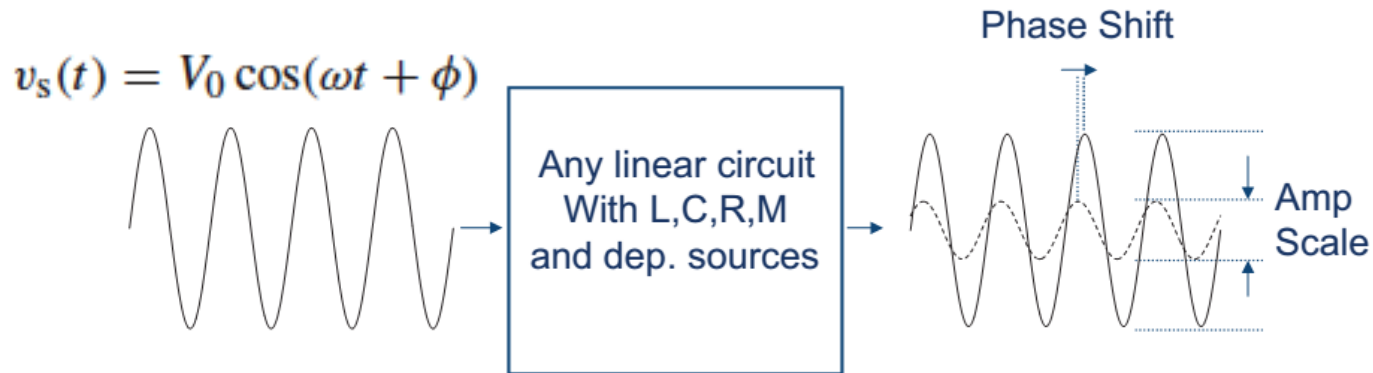 Phase Shift
v_s(t) = V_0 cos(ωt + ϕ)
Any linear circuit
With L,C,R,M
and dep. sources
Amp
Scale